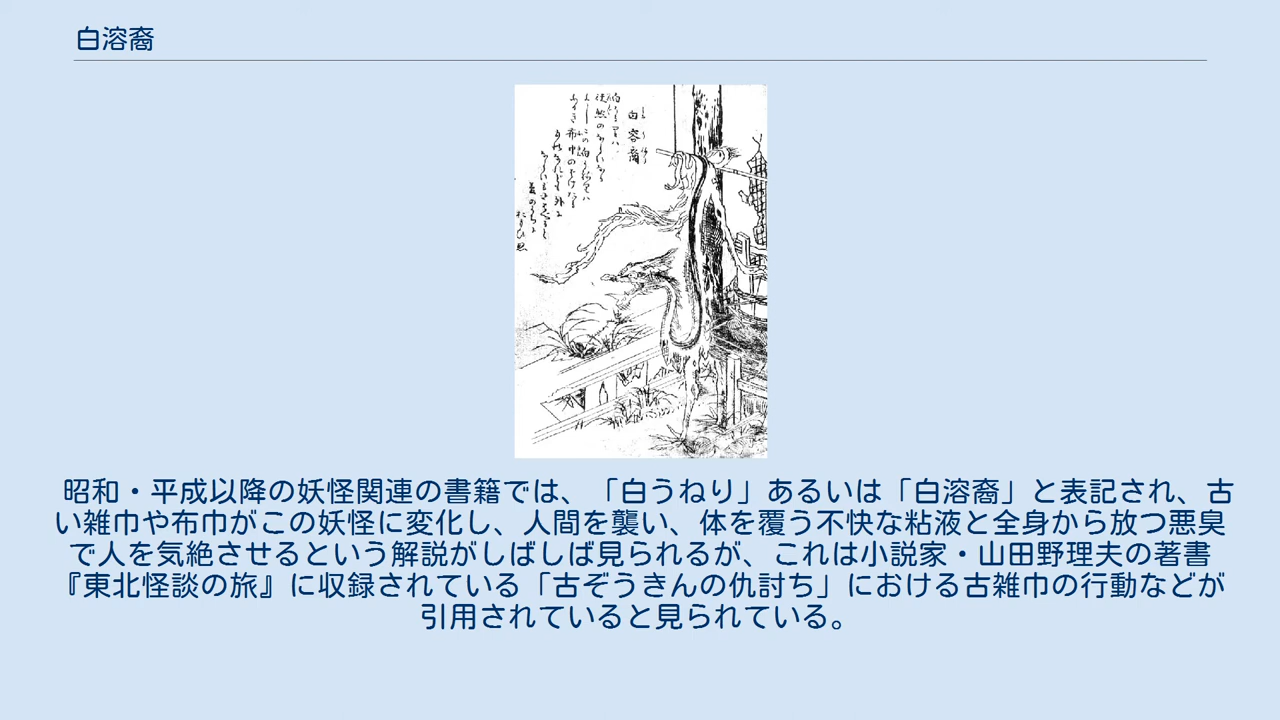 白溶裔
白容裔
昭和・平成以降の妖怪関連の書籍では、「白うねり」あるいは「白溶裔」と表記され、古
い雑巾や布巾がこの妖怪に変化し、人間を襲い、体を覆う不快な粘液と全身から放つ悪臭
で人を気絶させるという解説がしばしば見られるが、これは小説家・山田野理夫の著書
『東北怪談の旅』に収録されている「古ぞうきんの仇討ち」における古雑巾の行動などが
引用されていると見られている。